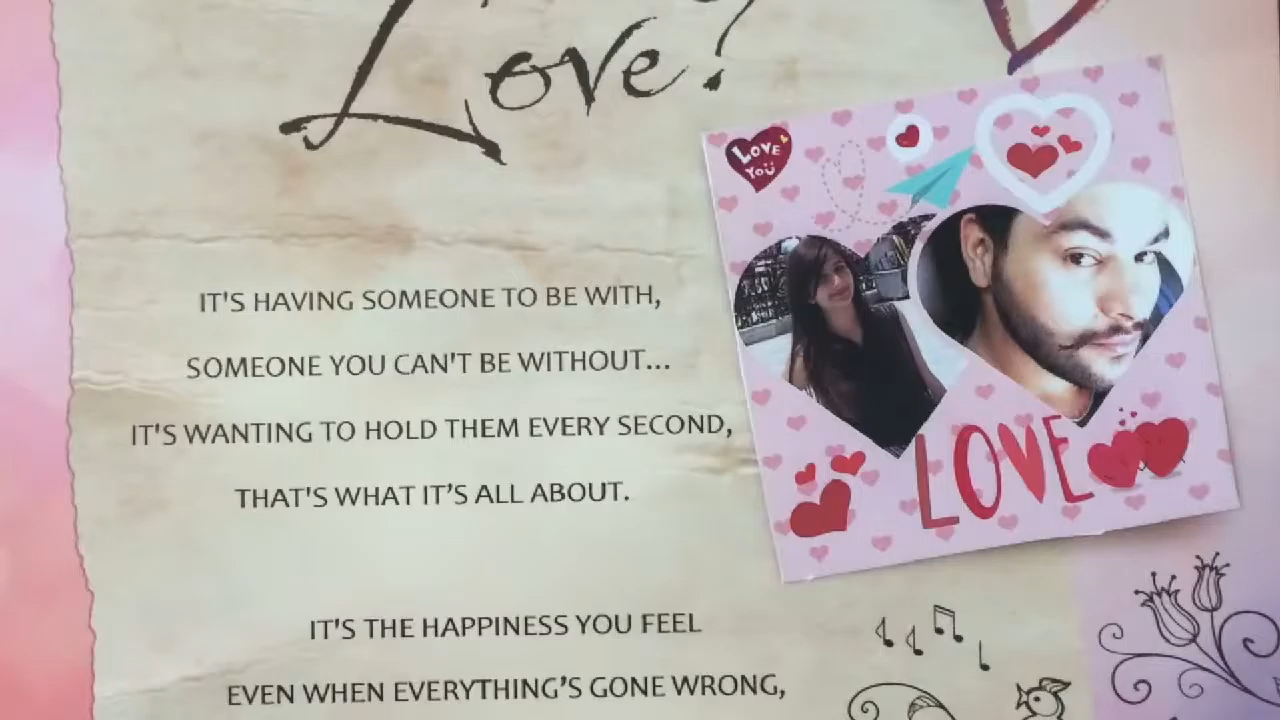 Love?
IT'S HAVING SOMEONE TO BE WITH,
SOMEONE YOU CAN'T BE WITHOUT...
IT'S WANTING TO HOLD THEM EVERY SECOND,
THAT'S WHAT IT’S ALL ABOUT.
IT'S THE HAPPINESS YOU FEEL
EVEN WHEN EVERYTHING’S GONE WRONG,
LOVE
YOU
LOVE